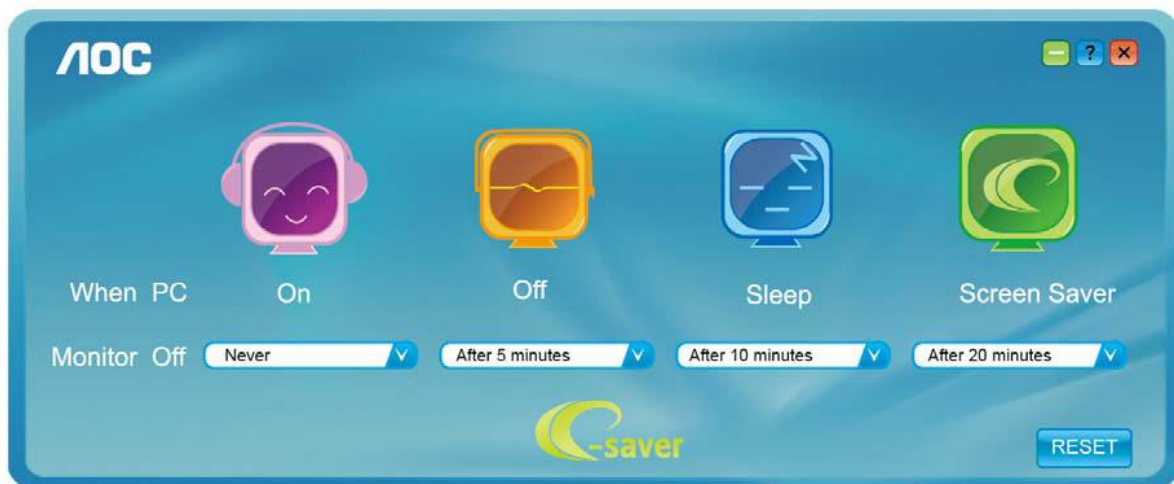 AOC
?
When PC On Off Sleep Screen Saver
Monitor Off Never After 5 minutes After 10 minutes After 20 minutes
e-saver
RESET